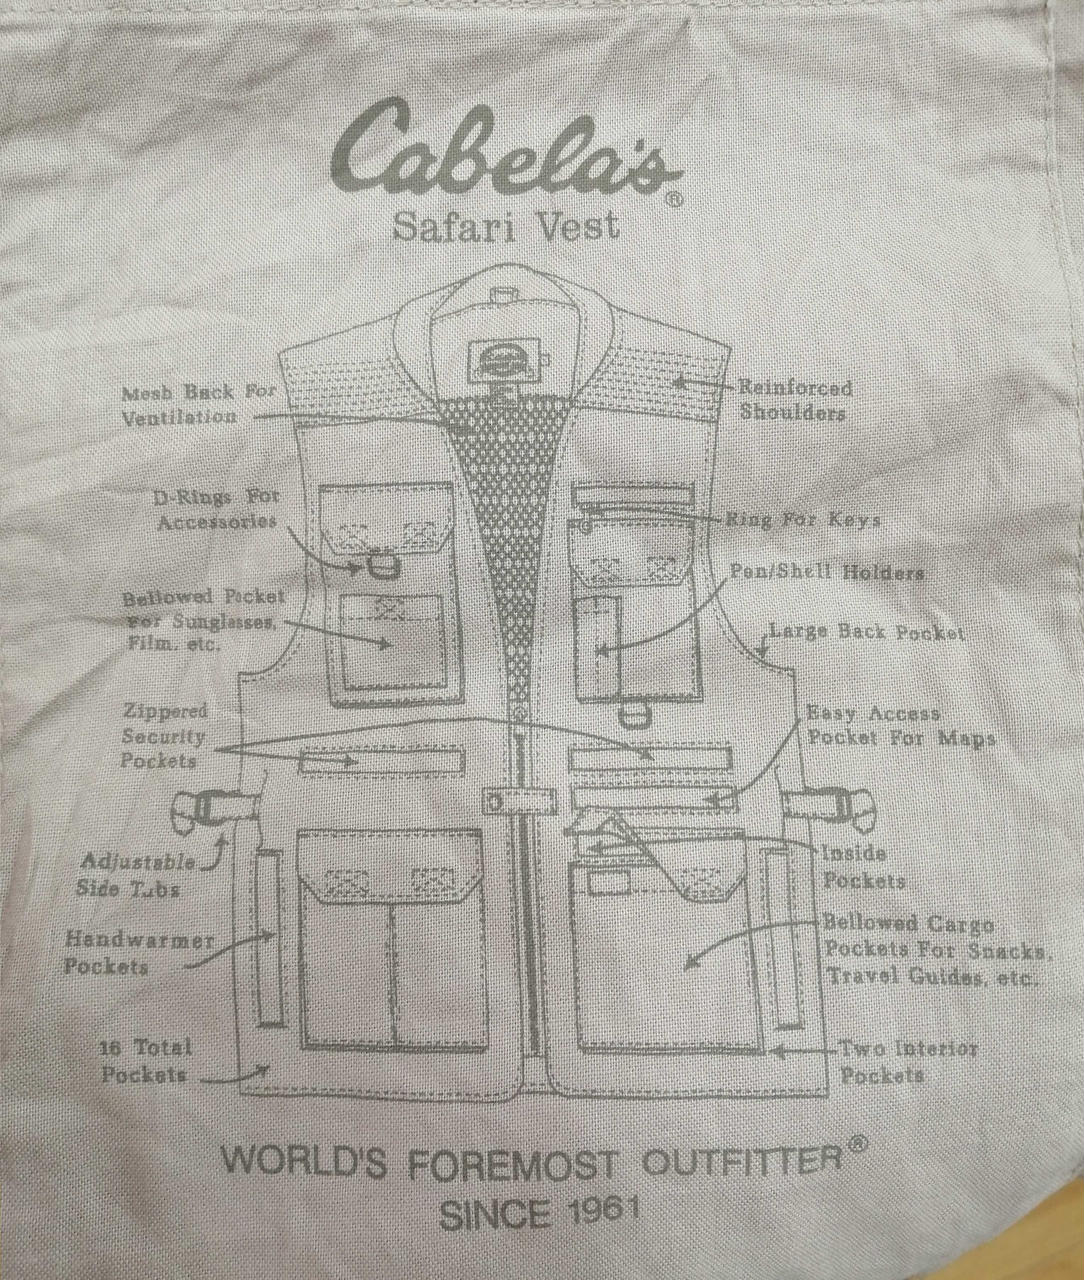 Cabela's®
Safari Vest
Mesh Back For
Ventilation
Reinforced
Shoulders
D-Rings For
Accessories
Ring For Keys
Pen/Shell Holders
Bellowed Pocket
For Sunglasses,
Film, etc.
Large Back Pocket
Zippered
Security
Pockets
Easy Access
Pocket For Maps
Adjustable
Side Tabs
Inside
Pockets
Handwarmer
Pockets
Bellowed Cargo
Pockets For Snacks,
Travel Guides, etc.
16 Total
Pockets
Two Interior
Pockets
WORLD'S FOREMOST OUTFITTER®
SINCE 1961